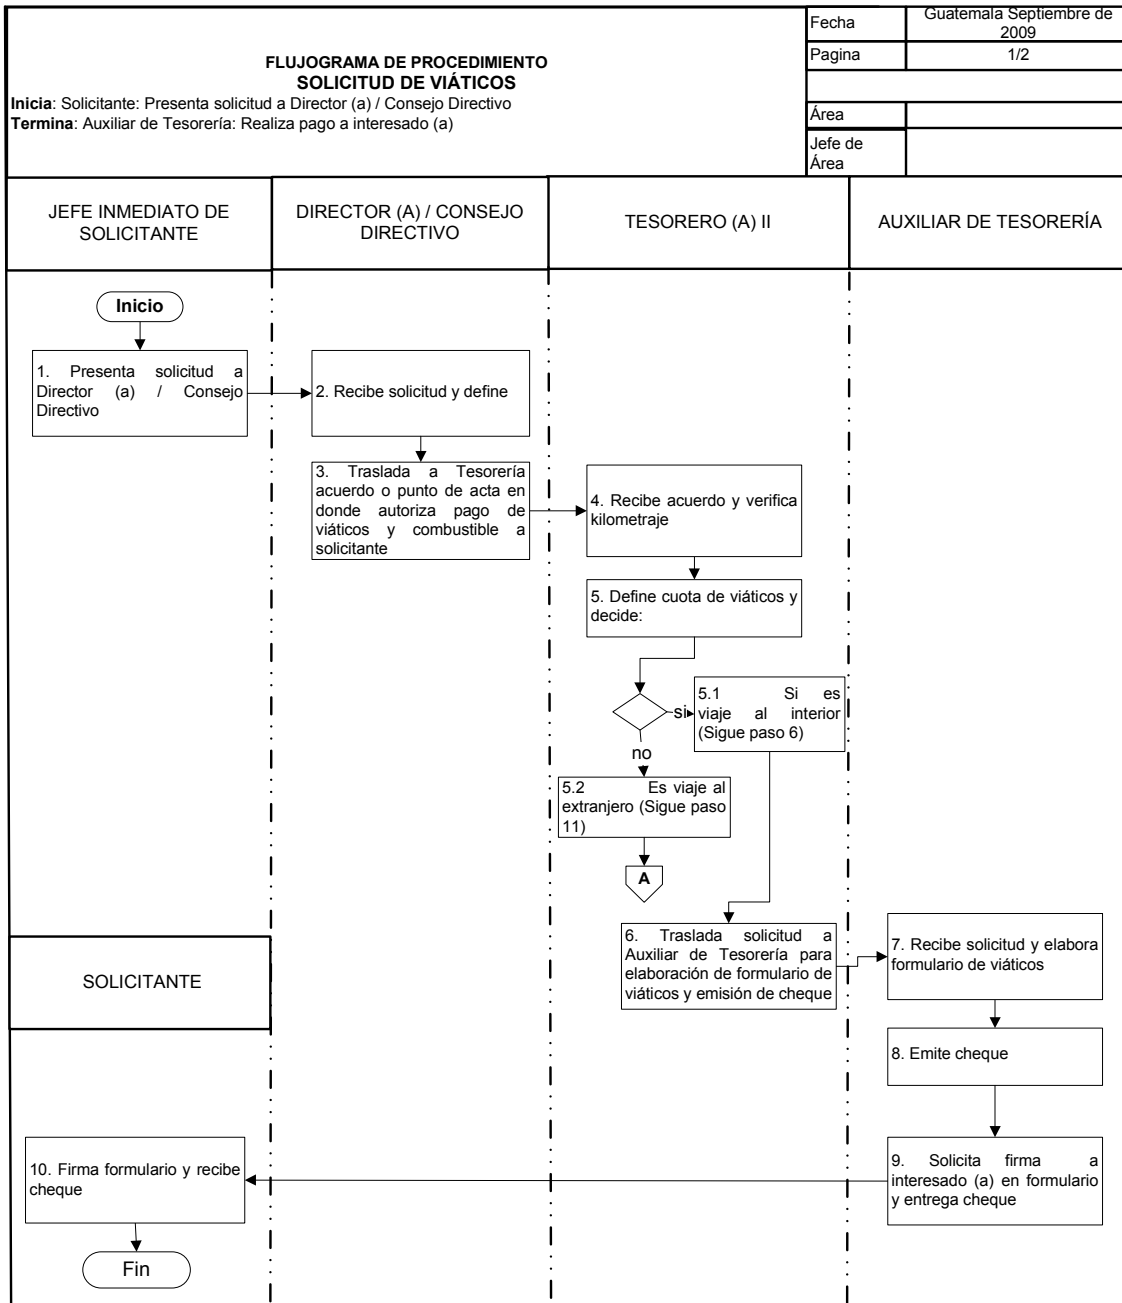 FLUJOGRAMA DE PROCEDIMIENTO
SOLICITUD DE VIÁTICOS
Inicia: Solicitante: Presenta solicitud a Director (a) / Consejo Directivo
Termina: Auxiliar de Tesorería: Realiza pago a interesado (a)
Fecha
Guatemala Septiembre de
2009
Pagina
1/2
Área
Jefe de
Área
JEFE INMEDIATO DE
SOLICITANTE
DIRECTOR (A) / CONSEJO
DIRECTIVO
TESORERO (A) II
AUXILIAR DE TESORERÍA
Inicio
1. Presenta solicitud a
Director (a) / Consejo
Directivo
2. Recibe solicitud y define
3. Traslada a Tesorería
acuerdo o punto de acta en
donde autoriza pago de
viáticos y combustible a
solicitante
4. Recibe acuerdo y verifica
kilometraje
5. Define cuota de viáticos y
decide:
si
5.1 Si es
viaje al interior
(Sigue paso 6)
no
5.2 Es viaje al
extranjero (Sigue paso
11)
A
6. Traslada solicitud a
Auxiliar de Tesorería para
elaboración de formulario de
viáticos y emisión de cheque
7. Recibe solicitud y elabora
formulario de viáticos
SOLICITANTE
8. Emite cheque
9. Solicita firma a
interesado (a) en formulario
y entrega cheque
10. Firma formulario y recibe
cheque
Fin